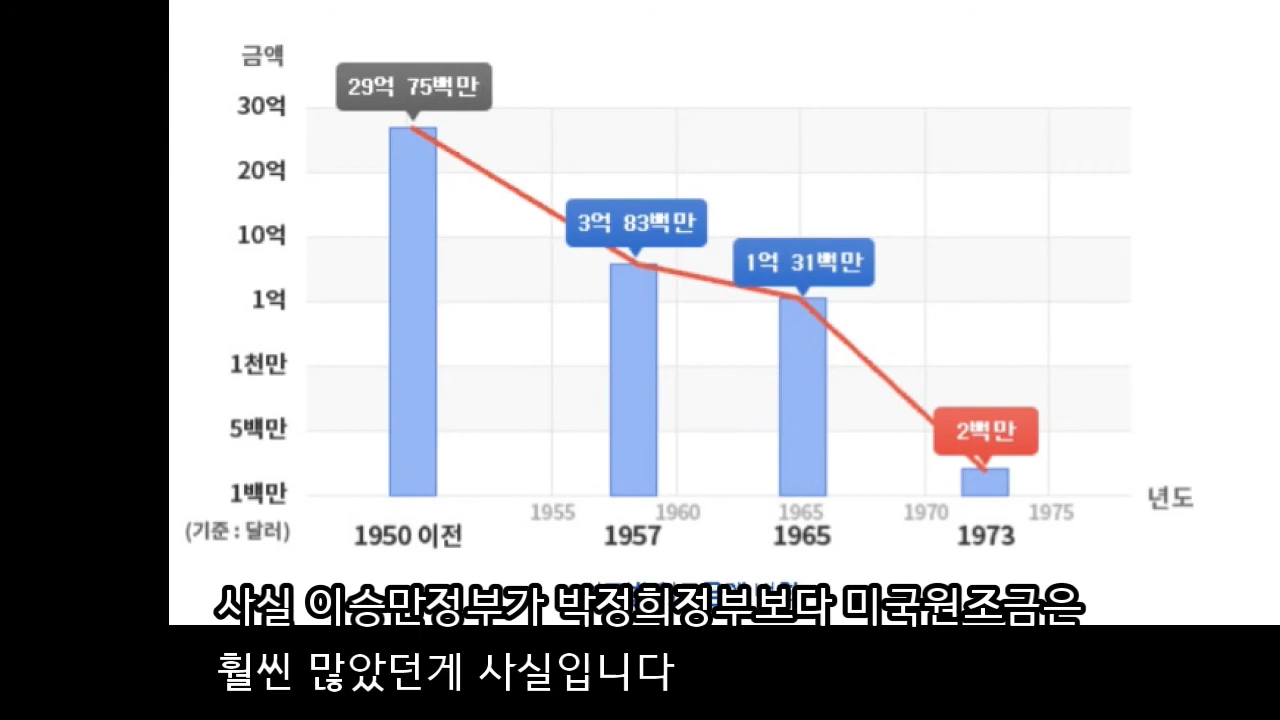 금액
29억 75백만
30억
20억
3억 83백만
10억
1억 31백만
1억
1천만
2백만
5백만
1백만
년도
1955 1960 1965 1970 1975
(기준 : 달러)
1950 이전 1957 1965 1973
사실 이승만정부가 박정희정부보다 미국원조금은
훨씬 많았던게 사실입니다